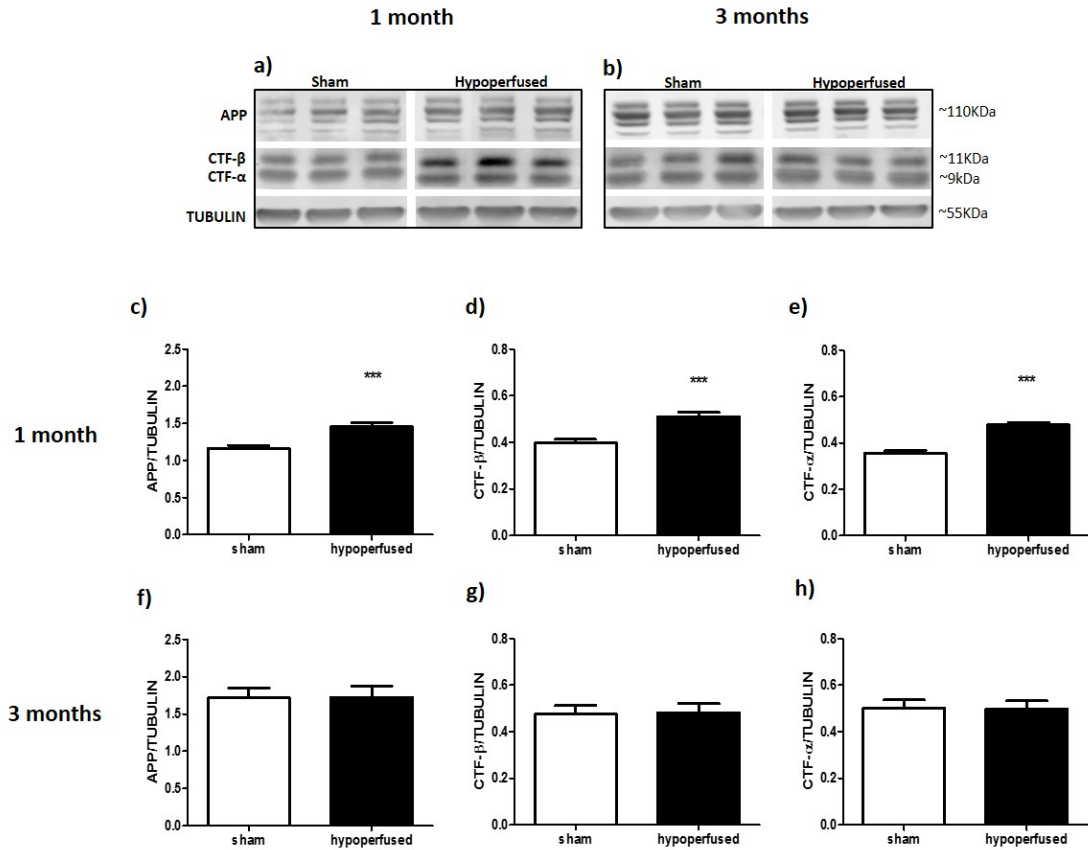 1 month
3 months
a)
Sham
Hypoperfused
b)
Sham
Hypoperfused
APP
~110KDa
CTF-β
~11KDa
CTF-α
~9kDa
TUBULIN
~55KDa
1 month
c)
APP/TUBULIN
2.5
2.0
1.5
1.0
0.5
0.0
***
sham
hypoperfused
d)
CTF-β/TUBULIN
0.8
0.6
0.4
0.2
0.0
***
sham
hypoperfused
e)
CTF-α/TUBULIN
0.8
0.6
0.4
0.2
0.0
***
sham
hypoperfused
3 months
f)
APP/TUBULIN
2.5
2.0
1.5
1.0
0.5
0.0
sham
hypoperfused
g)
CTF-β/TUBULIN
0.8
0.6
0.4
0.2
0.0
sham
hypoperfused
h)
CTF-α/TUBULIN
0.8
0.6
0.4
0.2
0.0
sham
hypoperfused